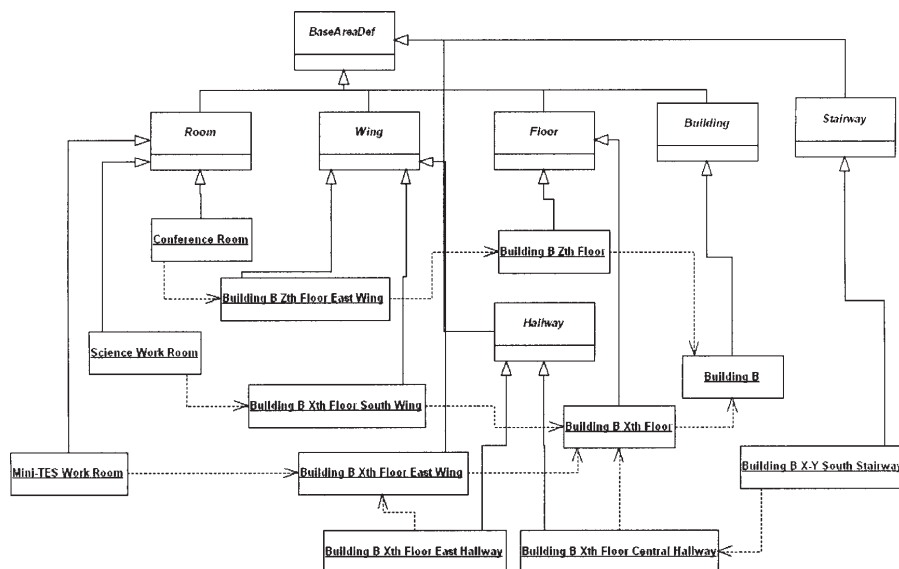 BaseAreaDef
Room
Wing
Floor
Building
Stairway
Conference Room
Building B Zth Floor
Building B Zth Floor East Wing
Hallway
Science Work Room
Building B
Building B Xth Floor South Wing
Building B Xth Floor
Mini-TES Work Room
Building B Xth Floor East Wing
Building B X-Y South Stairway
Building B Xth Floor East Hallway
Building B Xth Floor Central Hallway